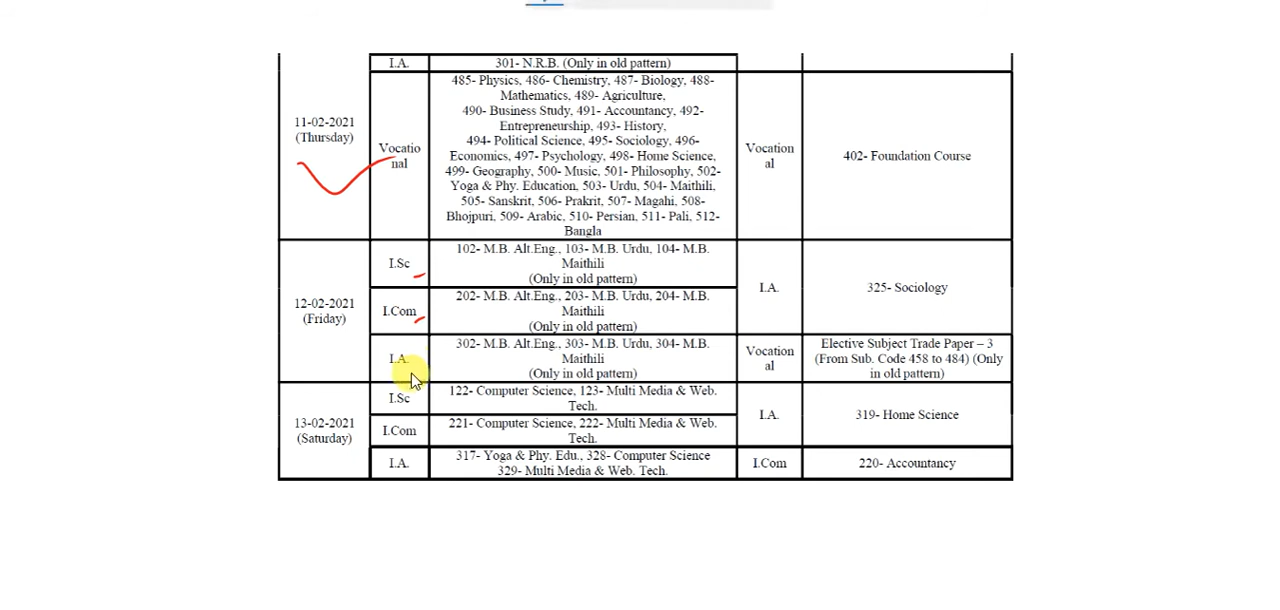 I.A.
301- N.R.B. (Only in old pattern)
11-02-2021
(Thursday)
Vocatio
nal
485- Physics, 486- Chemistry, 487- Biology, 488-
Mathematics, 489- Agriculture,
490- Business Study, 491- Accountancy, 492-
Entrepreneurship, 493- History,
494- Political Science, 495- Sociology, 496-
Economics, 497- Psychology, 498- Home Science,
499- Geography, 500- Music, 501- Philosophy, 502-
Yoga & Phy. Education, 503- Urdu, 504- Maithili,
505- Sanskrit, 506- Prakrit, 507- Magahi, 508-
Bhojpuri, 509- Arabic, 510- Persian, 511- Pali, 512-
Bangla
Vocation
al
402- Foundation Course
12-02-2021
(Friday)
I.Sc
102- M.B. Alt.Eng., 103- M.B. Urdu, 104- M.B.
Maithili
(Only in old pattern)
I.A.
325- Sociology
I.Com
202- M.B. Alt.Eng., 203- M.B. Urdu, 204- M.B.
Maithili
(Only in old pattern)
I.A.
302- M.B. Alt.Eng., 303- M.B. Urdu, 304- M.B.
Maithili
(Only in old pattern)
Vocation
al
Elective Subject Trade Paper – 3
(From Sub. Code 458 to 484) (Only
in old pattern)
13-02-2021
(Saturday)
I.Sc
122- Computer Science, 123- Multi Media & Web.
Tech.
I.A.
319- Home Science
I.Com
221- Computer Science, 222- Multi Media & Web.
Tech.
I.A.
317- Yoga & Phy. Edu., 328- Computer Science
329- Multi Media & Web. Tech.
I.Com
220- Accountancy